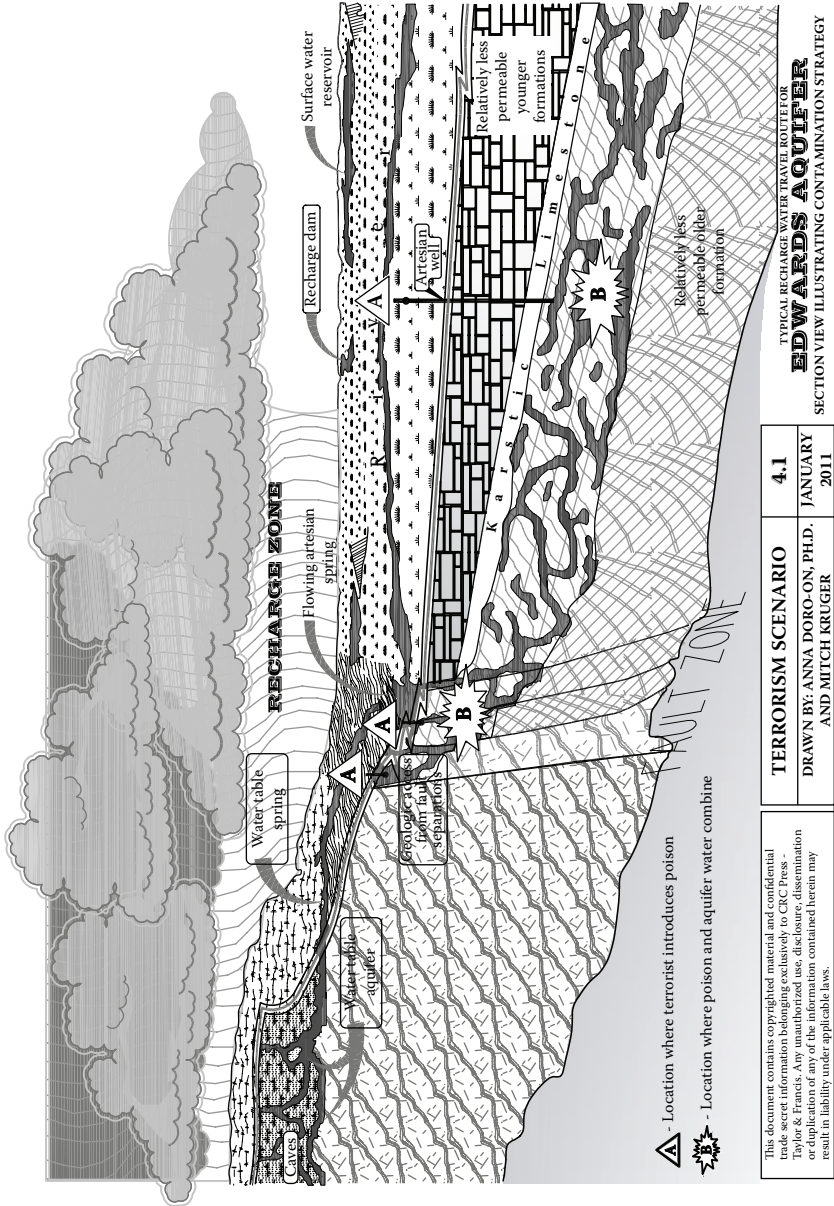 RECHARGE ZONE
Caves
Water table
aquifer
Water table
spring
Geologic access
from fault
separations
Flowing artesian
spring
Recharge dam
Surface water
reservoir
River
Artesian
well
Relatively less
permeable
younger
formations
Karstic Limestone
Relatively less
permeable older
formation
FAULT ZONE
A
A
A
B
B
A - Location where terrorist introduces poison
B - Location where poison and aquifer water combine
This document contains copyrighted material and confidential
trade secret information belonging exclusively to CRC Press -
Taylor & Francis. Any unauthorized use, disclosure, dissemination
or duplication of any of the information contained herein may
result in liability under applicable laws.
TERRORISM SCENARIO
4.1
DRAWN BY: ANNA DORO-ON, PH.D.
AND MITCH KRUGER
JANUARY
2011
TYPICAL RECHARGE WATER TRAVEL ROUTE FOR
EDWARDS AQUIFER
SECTION VIEW ILLUSTRATING CONTAMINATION STRATEGY